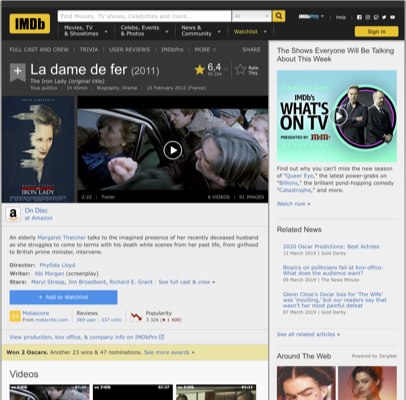 IMDb
Find Movies, TV shows, Celebrities and more...
All
Movies, TV
& Showtimes
Celebs, Events
& Photos
News &
Community
Watchlist
IMDbPro
Help
Sign in
FULL CAST AND CREW | TRIVIA | USER REVIEWS | IMDbPro | MORE
SHARE
La dame de fer (2011)
The Iron Lady (original title)
Tous publics | 1h 45min | Biography, Drama | 15 February 2012 (France)
6,4
Rate
This
THE IRON LADY
2:22 | Trailer
6 VIDEOS | 91 IMAGES
On Disc
at Amazon
An elderly Margaret Thatcher talks to the imagined presence of her recently deceased husband
as she struggles to come to terms with his death while scenes from her past life, from girlhood
to British prime minister, intervene.
Director: Phyllida Lloyd
Writer: Abi Morgan (screenplay)
Stars: Meryl Streep, Jim Broadbent, Richard E. Grant | See full cast & crew »
+ Add to Watchlist
Metascore
From metacritic.com
Reviews
369 user | 337 critic
Popularity
3 328
View production, box office, & company info on IMDbPro
Won 2 Oscars. Another 23 wins & 47 nominations. See more awards »
Videos
The Shows Everyone Will Be Talking
About This Week
IMDb's
WHAT'S
ON TV
PRESENTED BY m&m's
Find out why you can't miss the new season
of "Queer Eye," the latest power-grabs on
"Billions," the brilliant pond-hopping comedy
"Catastrophe," and more.
Watch now »
Related News
2020 Oscar Predictions: Best Actress
12 March 2019 | Gold Derby
Biopics on politicians fail at box-office:
What does the audience want?
09 March 2019 | The News Minute
Glenn Close's Oscar loss for 'The Wife'
was 'insulting,' but our readers say that
wasn't her most painful defeat
07 March 2019 | Gold Derby
See all related articles »
Around The Web
Powered by ZergNet